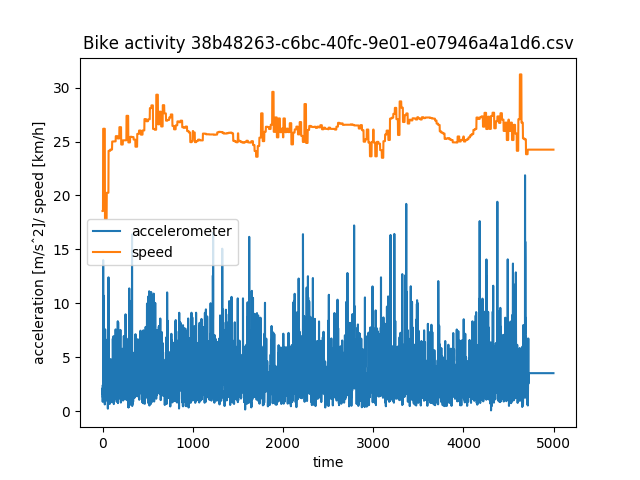 Bike activity 38b48263-c6bc-40fc-9e01-e07946a4a1d6.csv
acceleration [m/s^2]/ speed [km/h]
30
25
20
15
10
5
0
accelerometer
speed
0 1000 2000 3000 4000 5000
time